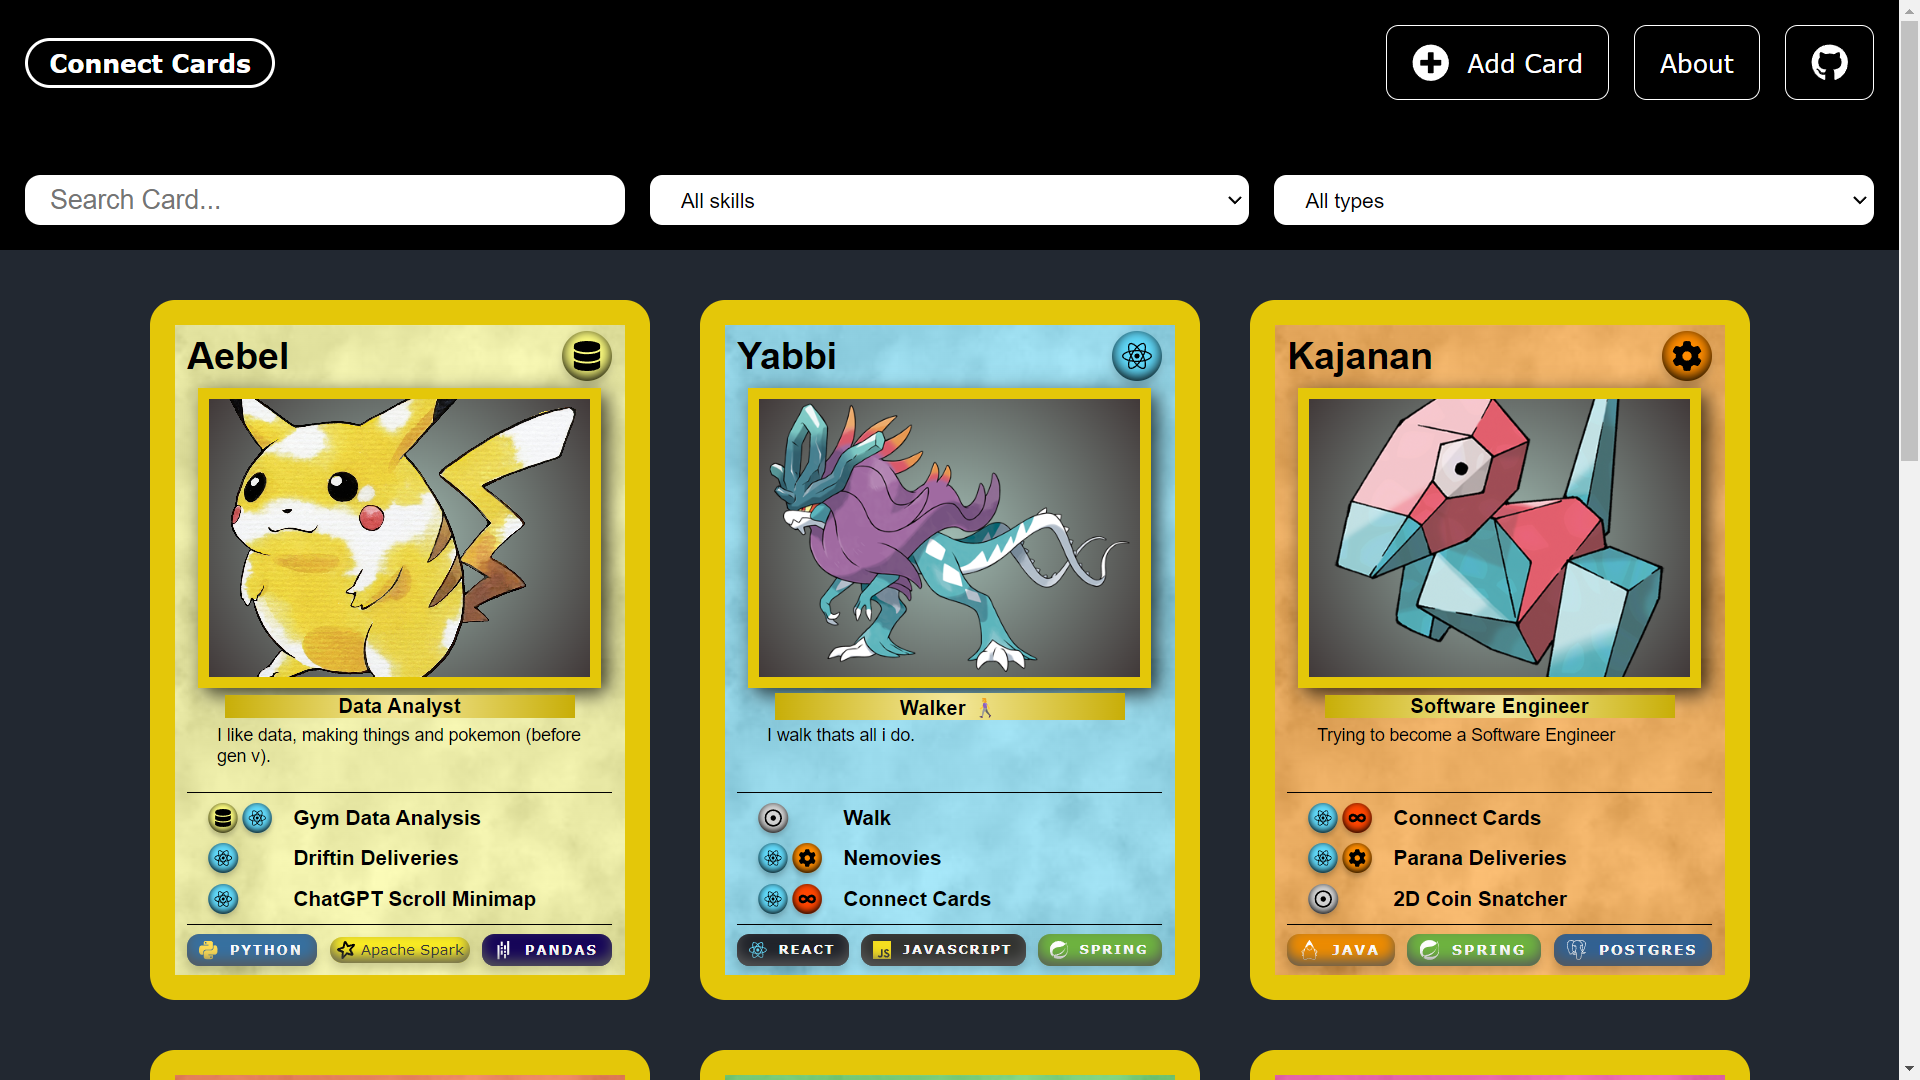 Connect Cards
Add Card
About
Search Card...
All skills
All types
Aebel
Data Analyst
I like data, making things and pokemon (before
gen v).
Gym Data Analysis
Driftin Deliveries
ChatGPT Scroll Minimap
PYTHON
Apache Spark
PANDAS
Yabbi
Walker
I walk thats all i do.
Walk
Nemovies
Connect Cards
REACT
JS
JAVASCRIPT
SPRING
Kajanan
Software Engineer
Trying to become a Software Engineer
Connect Cards
Parana Deliveries
2D Coin Snatcher
JAVA
SPRING
POSTGRES